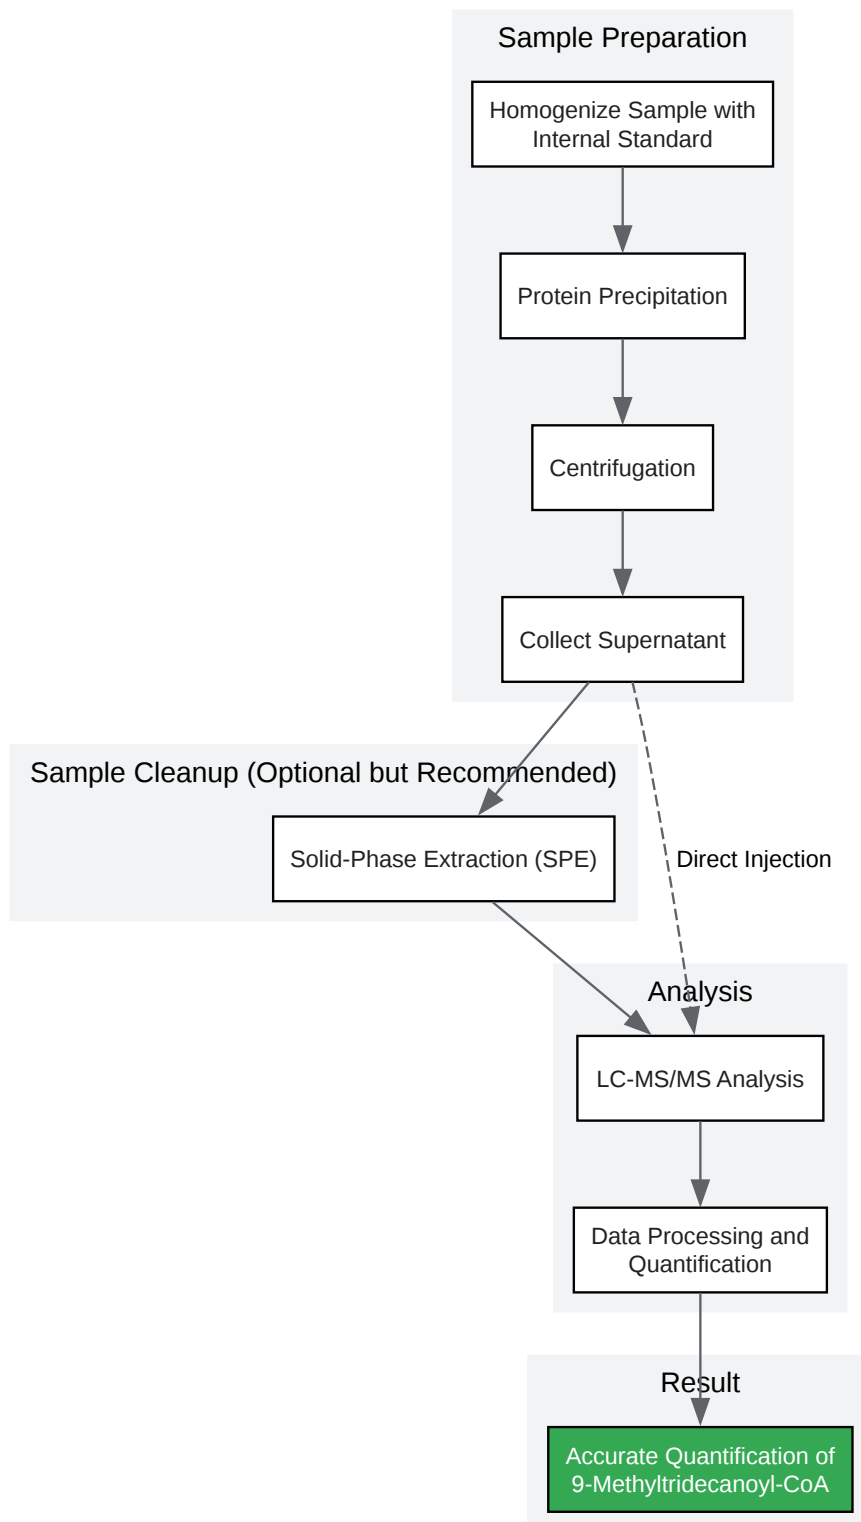 Sample Preparation
Homogenize Sample with
Internal Standard
Protein Precipitation
Centrifugation
Collect Supernatant
Sample Cleanup (Optional but Recommended)
Solid-Phase Extraction (SPE)
Direct Injection
Analysis
LC-MS/MS Analysis
Data Processing and
Quantification
Result
Accurate Quantification of
9-Methyltridecanoyl-CoA